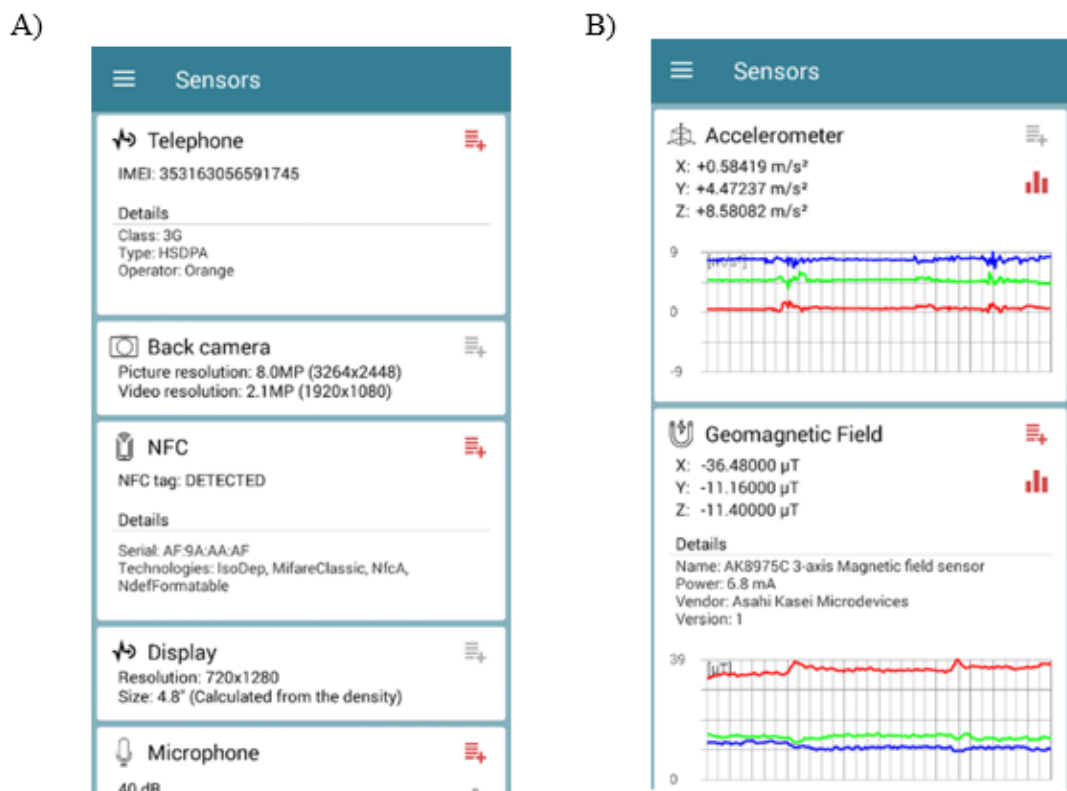 A)
Sensors
Telephone
IMEI: 353163056591745
Details
Class: 3G
Type: HSDPA
Operator: Orange
Back camera
Picture resolution: 8.0MP (3264x2448)
Video resolution: 2.1MP (1920x1080)
NFC
NFC tag: DETECTED
Details
Serial: AF:9A:AA:AF
Technologies: IsoDep, MifareClassic, NfcA,
NdefFormatable
Display
Resolution: 720x1280
Size: 4.8" (Calculated from the density)
Microphone
40 dB
B)
Sensors
Accelerometer
X: +0.58419 m/s²
Y: +4.47237 m/s²
Z: +8.58082 m/s²
9
[m/s²]
0
-9
Geomagnetic Field
X: -36.48000 µT
Y: -11.16000 µT
Z: -11.40000 µT
Details
Name: AK8975C 3-axis Magnetic field sensor
Power: 6.8 mA
Vendor: Asahi Kasei Microdevices
Version: 1
39
[µT]
0